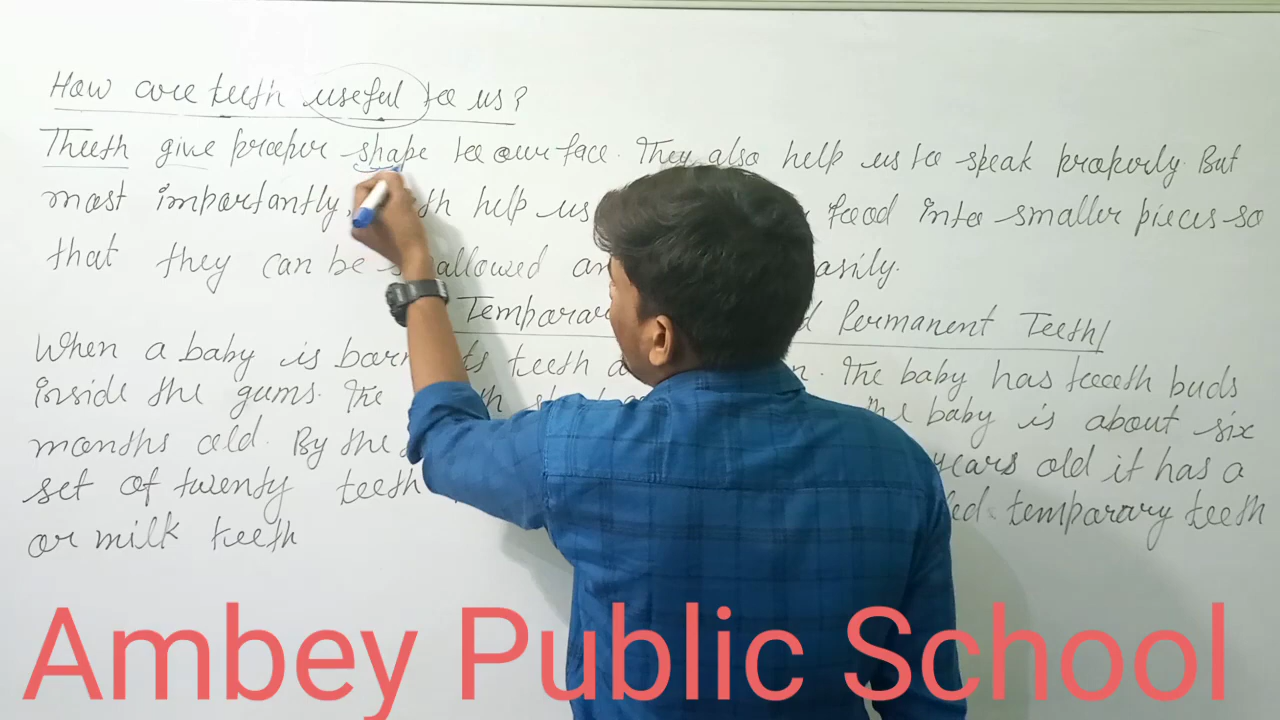 How are teeth useful to us?
Theeth give proper shape to our face. They also help us to speak properly. But
most importantly, help us food into smaller pieces so
that they can be allowed easily.
Permanent Teeth/
When a baby is born teeth The baby has teeth buds
inside the gums. The the baby is about six
months old. By the years old it has a
set of twenty teeth temporary teeth
or milk teeth
Ambey Public School